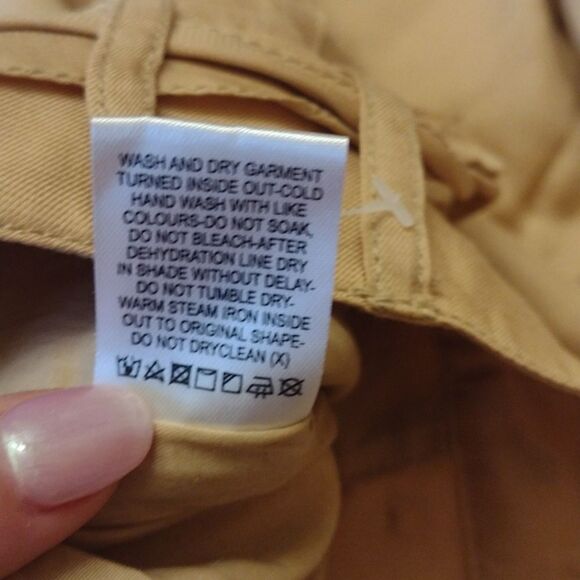 WASH AND DRY GARMENT
TURNED INSIDE OUT-COLD
HAND WASH WITH LIKE
COLOURS-DO NOT SOAK,
DO NOT BLEACH-AFTER
DEHYDRATION LINE DRY
IN SHADE WITHOUT DELAY-
DO NOT TUMBLE DRY-
WARM STEAM IRON INSIDE
OUT TO ORIGINAL SHAPE-
DO NOT DRYCLEAN (X)